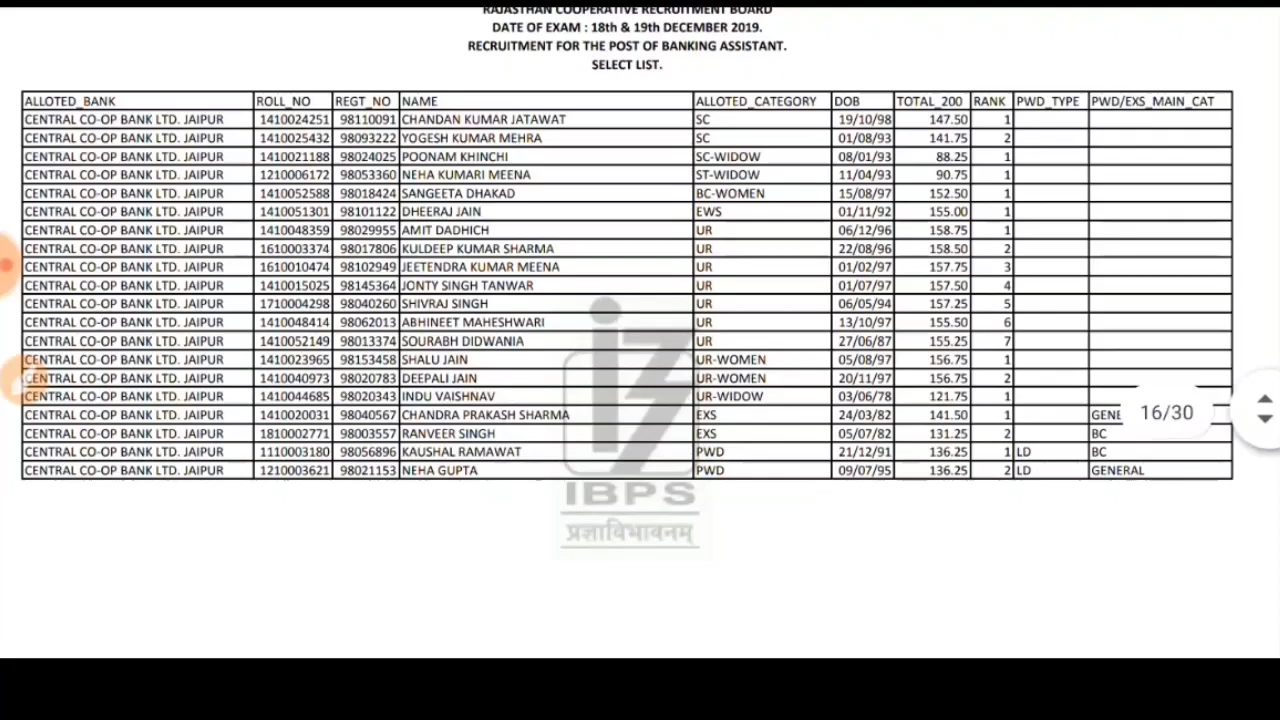 RAJASTHAN COOPERATIVE RECRUITMENT BOARD
DATE OF EXAM : 18th & 19th DECEMBER 2019.
RECRUITMENT FOR THE POST OF BANKING ASSISTANT.
SELECT LIST.
ALLOTED_BANK ROLL_NO REGT_NO NAME ALLOTED_CATEGORY DOB TOTAL_200 RANK PWD_TYPE PWD/EXS_MAIN_CAT
CENTRAL CO-OP BANK LTD. JAIPUR 1410024251 98110091 CHANDAN KUMAR JATAWAT SC 19/10/98 147.50 1
CENTRAL CO-OP BANK LTD. JAIPUR 1410025432 98093222 YOGESH KUMAR MEHRA SC 01/08/93 141.75 2
CENTRAL CO-OP BANK LTD. JAIPUR 1410021188 98024025 POONAM KHINCHI SC-WIDOW 08/01/93 88.25 1
CENTRAL CO-OP BANK LTD. JAIPUR 1210006172 98053360 NEHA KUMARI MEENA ST-WIDOW 11/04/93 90.75 1
CENTRAL CO-OP BANK LTD. JAIPUR 1410052588 98018424 SANGEETA DHAKAD BC-WOMEN 15/08/97 152.50 1
CENTRAL CO-OP BANK LTD. JAIPUR 1410051301 98101122 DHEERAJ JAIN EWS 01/11/92 155.00 1
CENTRAL CO-OP BANK LTD. JAIPUR 1410048359 98029955 AMIT DADHICH UR 06/12/96 158.75 1
CENTRAL CO-OP BANK LTD. JAIPUR 1610003374 98017806 KULDEEP KUMAR SHARMA UR 22/08/96 158.50 2
CENTRAL CO-OP BANK LTD. JAIPUR 1610010474 98102949 JEETENDRA KUMAR MEENA UR 01/02/97 157.75 3
CENTRAL CO-OP BANK LTD. JAIPUR 1410015025 98145364 JONTY SINGH TANWAR UR 01/07/97 157.50 4
CENTRAL CO-OP BANK LTD. JAIPUR 1710004298 98040260 SHIVRAJ SINGH UR 06/05/94 157.25 5
CENTRAL CO-OP BANK LTD. JAIPUR 1410048414 98062013 ABHINEET MAHESHWARI UR 13/10/97 155.50 6
CENTRAL CO-OP BANK LTD. JAIPUR 1410052149 98013374 SOURABH DIDWANIA UR 27/06/87 155.25 7
CENTRAL CO-OP BANK LTD. JAIPUR 1410023965 98153458 SHALU JAIN UR-WOMEN 05/08/97 156.75 1
CENTRAL CO-OP BANK LTD. JAIPUR 1410040973 98020783 DEEPALI JAIN UR-WOMEN 20/11/97 156.75 2
CENTRAL CO-OP BANK LTD. JAIPUR 1410044685 98020343 INDU VAISHNAV UR-WIDOW 03/06/78 121.75 1
CENTRAL CO-OP BANK LTD. JAIPUR 1410020031 98040567 CHANDRA PRAKASH SHARMA EXS 24/03/82 141.50 1 GENE 16/30
CENTRAL CO-OP BANK LTD. JAIPUR 1810002771 98003557 RANVEER SINGH EXS 05/07/82 131.25 2 BC
CENTRAL CO-OP BANK LTD. JAIPUR 1110003180 98056896 KAUSHAL RAMAWAT PWD 21/12/91 136.25 1 LD BC
CENTRAL CO-OP BANK LTD. JAIPUR 1210003621 98021153 NEHA GUPTA PWD 09/07/95 136.25 2 LD GENERAL
IBPS
प्रज्ञाविभावनम्